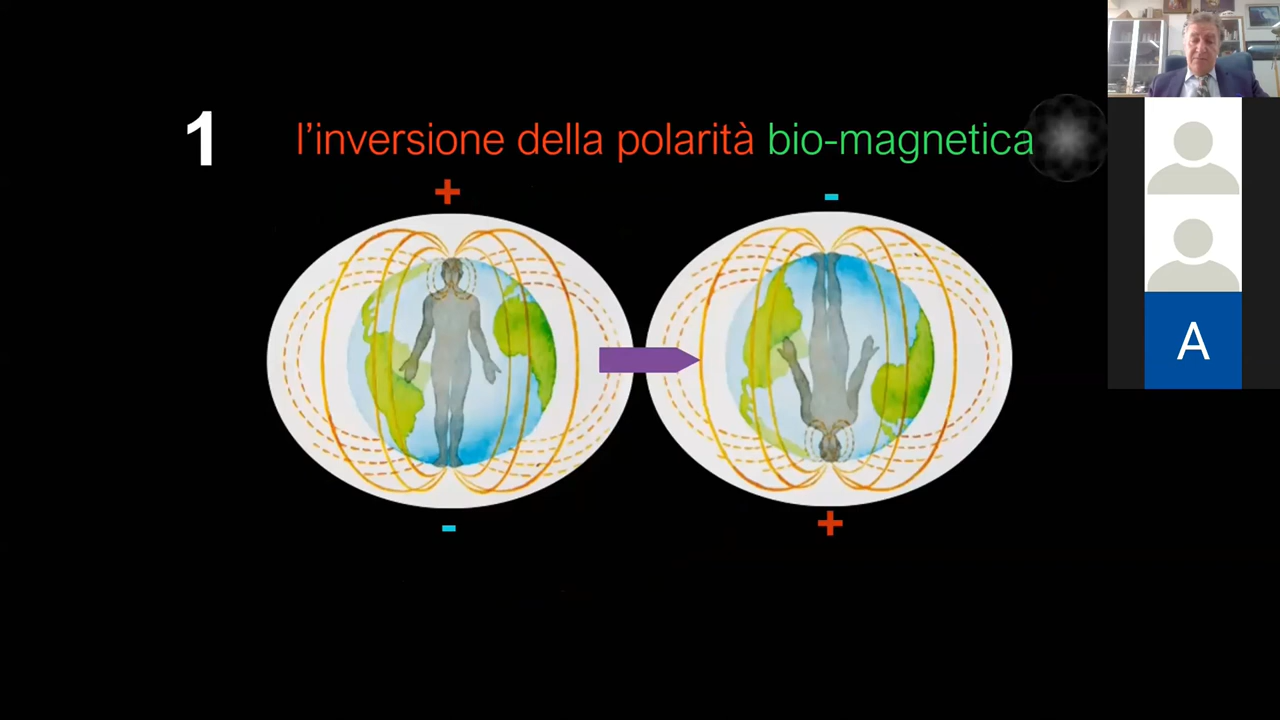 1 l’inversione della polarità bio-magnetica
+ -
- +
A